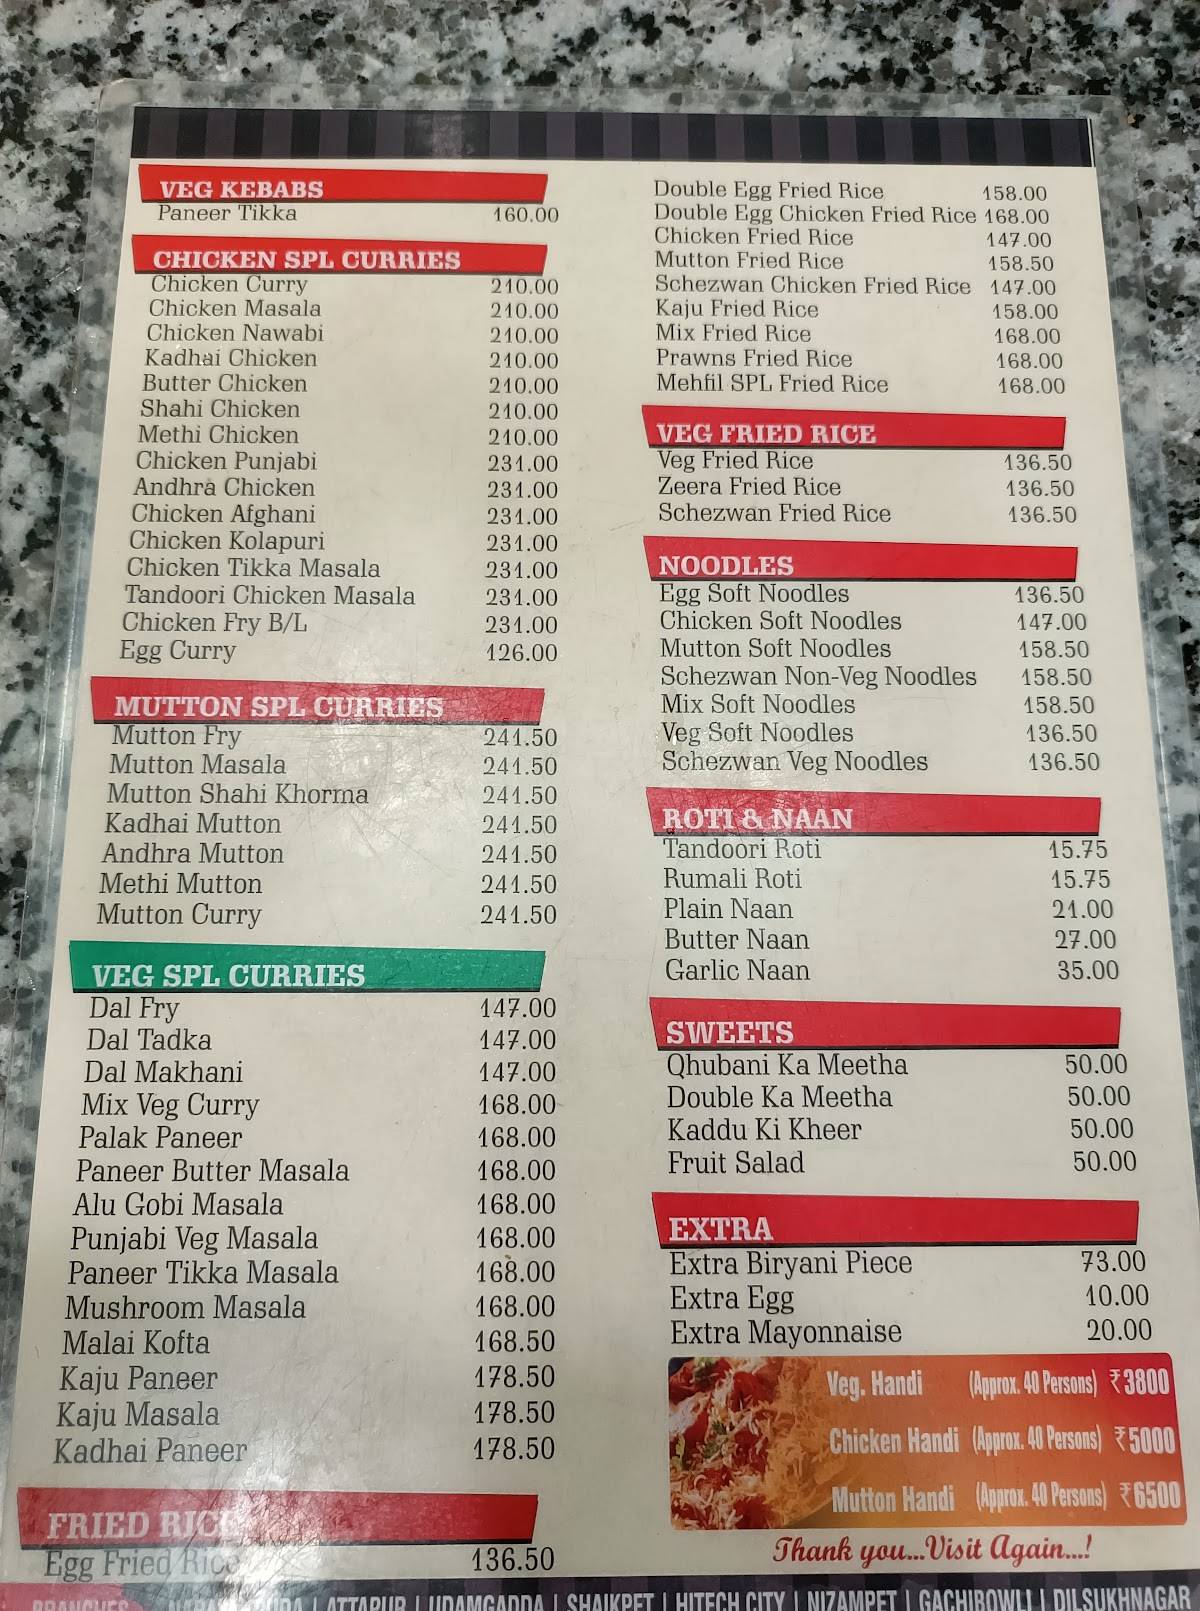 VEG KEBABS
Paneer Tikka 160.00
CHICKEN SPL CURRIES
Chicken Curry 210.00
Chicken Masala 210.00
Chicken Nawabi 210.00
Kadhai Chicken 210.00
Butter Chicken 210.00
Shahi Chicken 210.00
Methi Chicken 210.00
Chicken Punjabi 231.00
Andhra Chicken 231.00
Chicken Afghani 231.00
Chicken Kolapuri 231.00
Chicken Tikka Masala 231.00
Tandoori Chicken Masala 231.00
Chicken Fry B/L 231.00
Egg Curry 126.00
MUTTON SPL CURRIES
Mutton Fry 241.50
Mutton Masala 241.50
Mutton Shahi Khorma 241.50
Kadhai Mutton 241.50
Andhra Mutton 241.50
Methi Mutton 241.50
Mutton Curry 241.50
VEG SPL CURRIES
Dal Fry 147.00
Dal Tadka 147.00
Dal Makhani 147.00
Mix Veg Curry 168.00
Palak Paneer 168.00
Paneer Butter Masala 168.00
Alu Gobi Masala 168.00
Punjabi Veg Masala 168.00
Paneer Tikka Masala 168.00
Mushroom Masala 168.00
Malai Kofta 168.50
Kaju Paneer 178.50
Kaju Masala 178.50
Kadhai Paneer 178.50
FRIED RICE
Egg Fried Rice 136.50
Double Egg Fried Rice 158.00
Double Egg Chicken Fried Rice 168.00
Chicken Fried Rice 147.00
Mutton Fried Rice 158.50
Schezwan Chicken Fried Rice 147.00
Kaju Fried Rice 158.00
Mix Fried Rice 168.00
Prawns Fried Rice 168.00
Mehfil SPL Fried Rice 168.00
VEG FRIED RICE
Veg Fried Rice 136.50
Zeera Fried Rice 136.50
Schezwan Fried Rice 136.50
NOODLES
Egg Soft Noodles 136.50
Chicken Soft Noodles 147.00
Mutton Soft Noodles 158.50
Schezwan Non-Veg Noodles 158.50
Mix Soft Noodles 158.50
Veg Soft Noodles 136.50
Schezwan Veg Noodles 136.50
ROTI & NAAN
Tandoori Roti 15.75
Rumali Roti 15.75
Plain Naan 21.00
Butter Naan 27.00
Garlic Naan 35.00
SWEETS
Qhubani Ka Meetha 50.00
Double Ka Meetha 50.00
Kaddu Ki Kheer 50.00
Fruit Salad 50.00
EXTRA
Extra Biryani Piece 73.00
Extra Egg 10.00
Extra Mayonnaise 20.00
Veg. Handi (Approx. 40 Persons) ₹3800
Chicken Handi (Approx. 40 Persons) ₹5000
Mutton Handi (Approx. 40 Persons) ₹6500
Thank you...Visit Again...!
BRANCHES ATTAPUR | UDAMGADDA | SHAIKPET | HITECH CITY | NIZAMPET | GACHIBOWLI | DILSUKHNAGAR